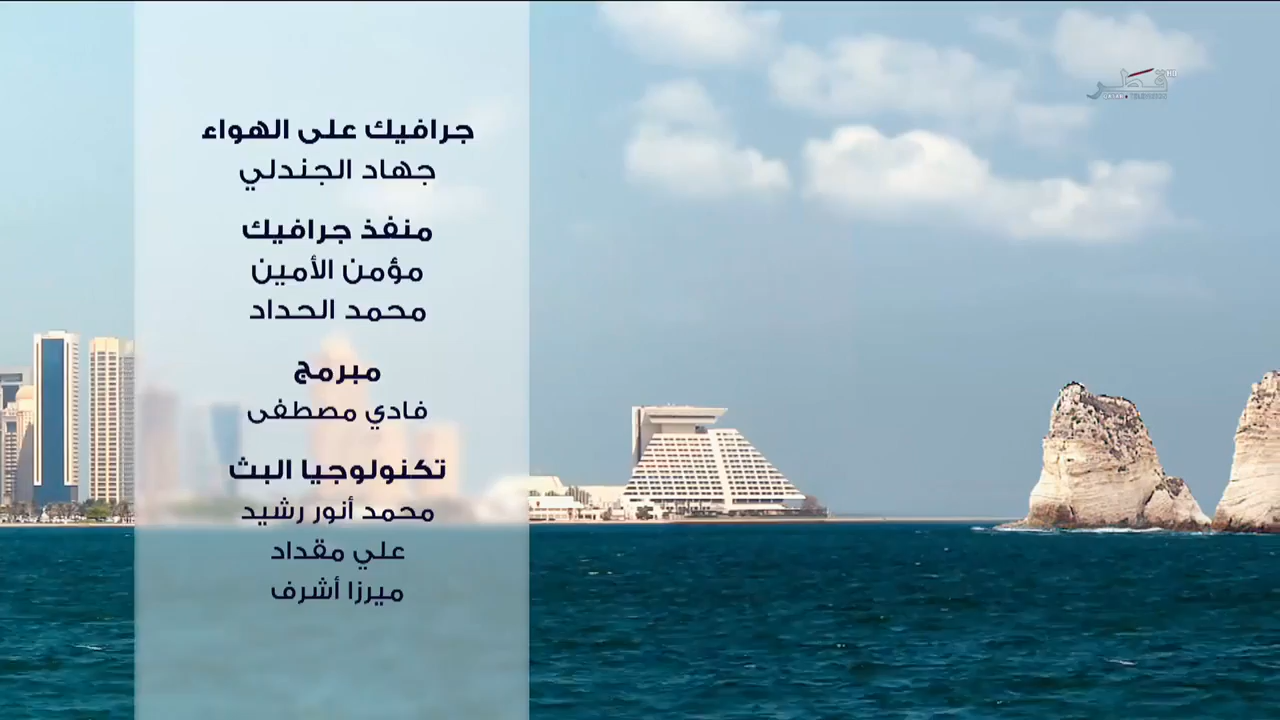 جرافيك على الهواء
جهاد الجندلي
منفذ جرافيك
مؤمن الأمين
محمد الحداد
مبرمج
فادي مصطفى
تكنولوجيا البث
محمد أنور رشيد
علي مقداد
ميرزا أشرف
قطر HD